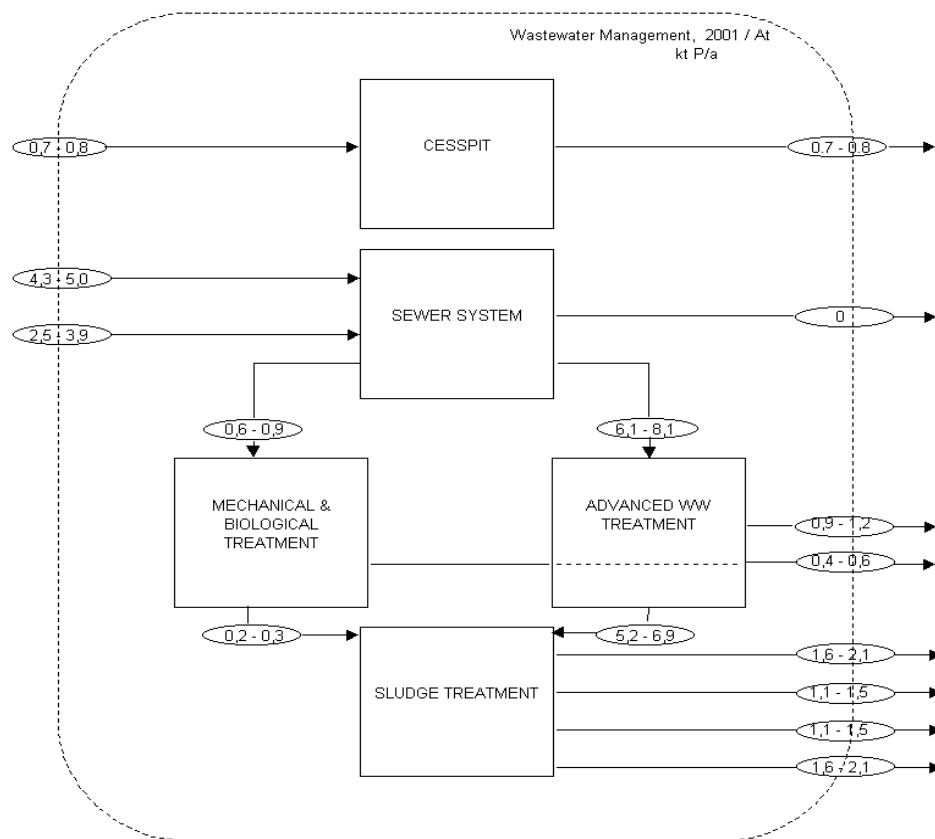 Wastewater Management, 2001 / At
kt P/a
CESSPIT
0,7 - 0,8
0.7 - 0.8
4,3 - 5,0
SEWER SYSTEM
0
2,5 - 3,9
0,6 - 0,9
6,1 - 8,1
MECHANICAL &
BIOLOGICAL
TREATMENT
ADVANCED WW
TREATMENT
0,9 - 1,2
0,4 - 0,6
0,2 - 0,3
5,2 - 6,9
1,6 - 2,1
SLUDGE TREATMENT
1,1 - 1,5
1,1 - 1,5
1,6 - 2,1